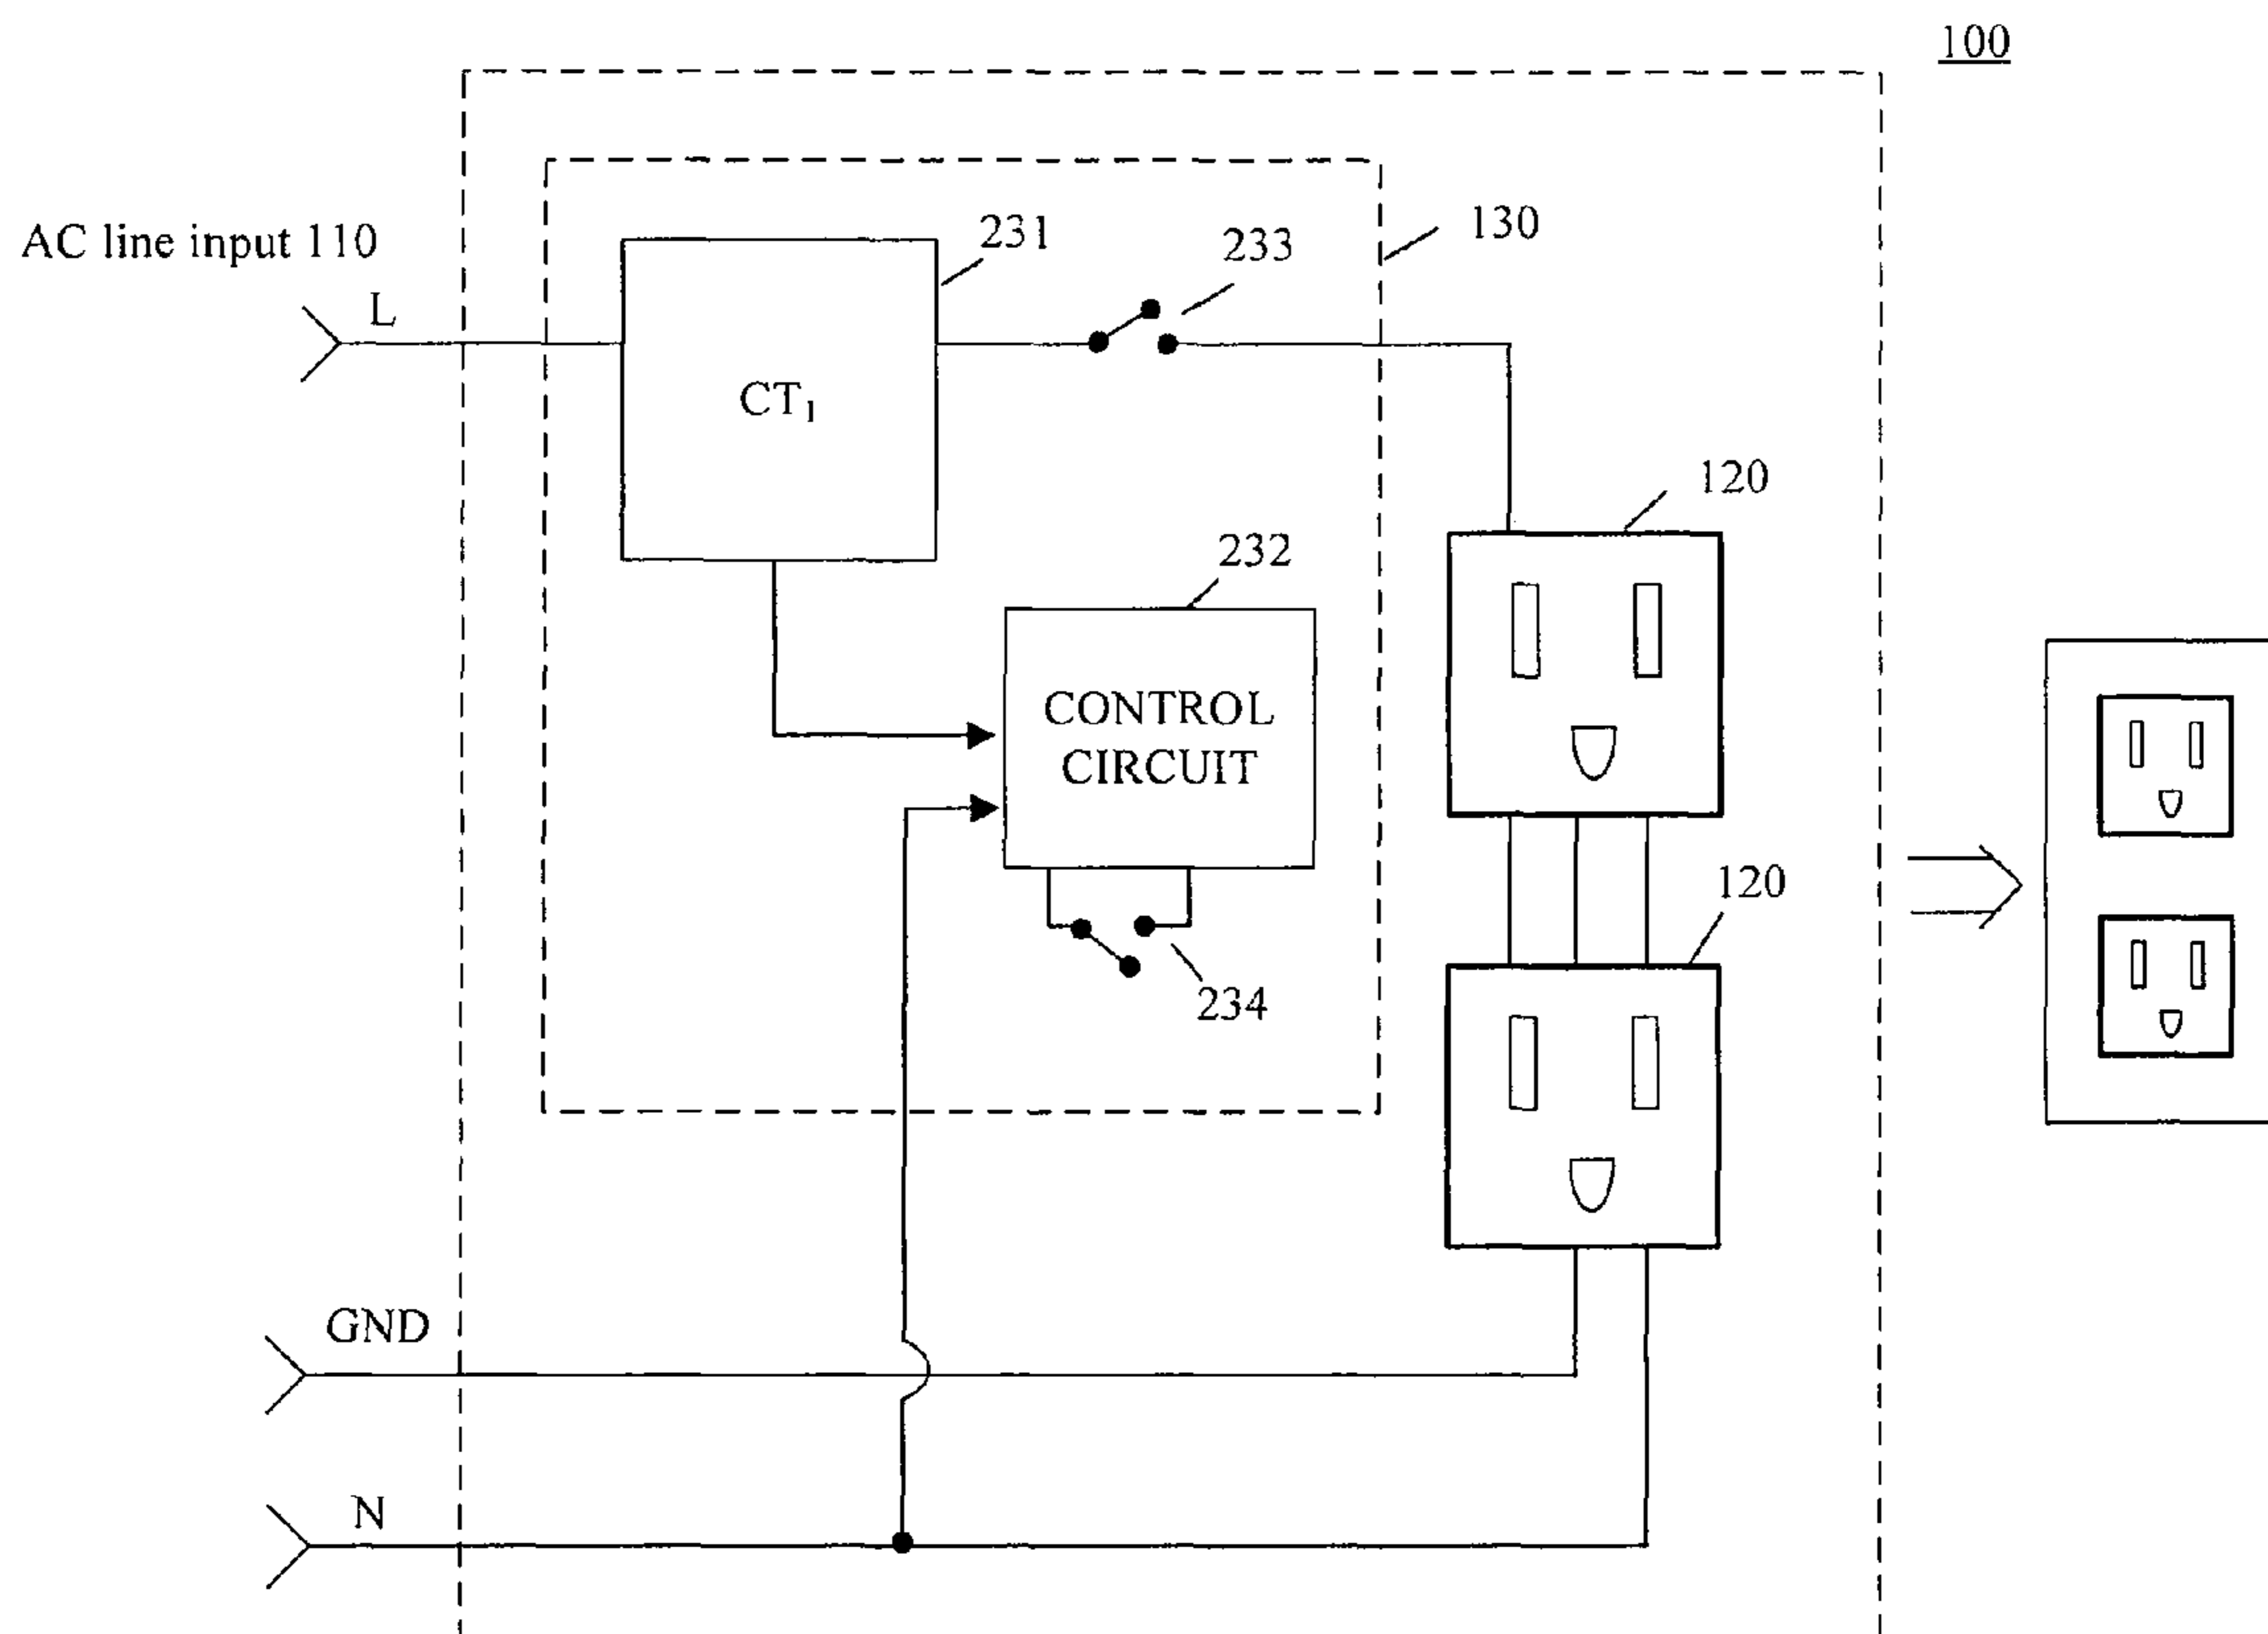 100
AC line input 110
L
231
233
130
CT1
120
232
CONTROL
CIRCUIT
120
234
GND
N